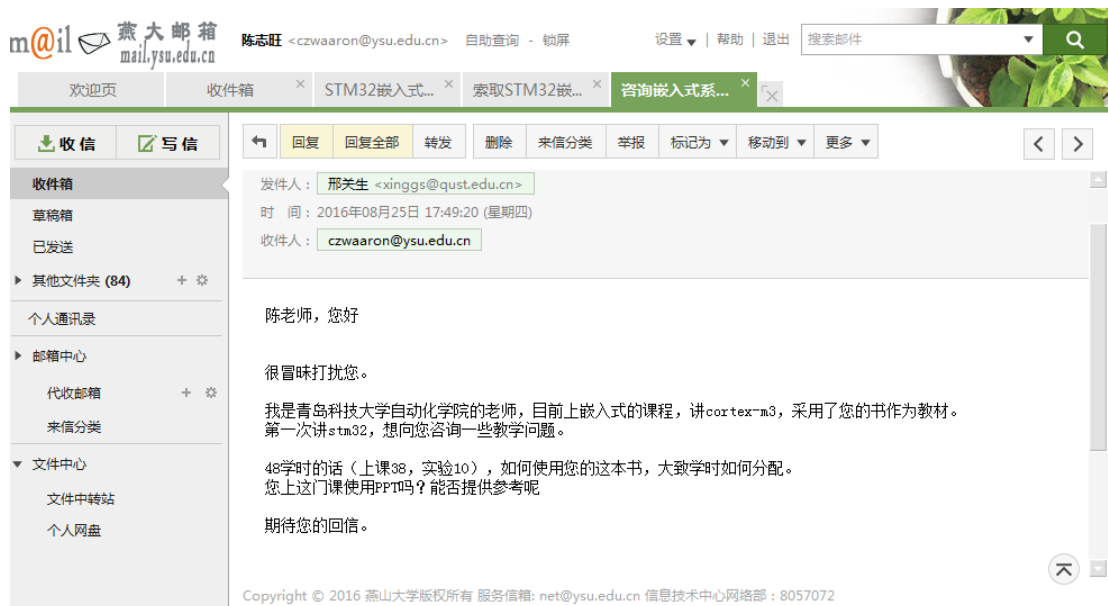 m@il 燕大邮箱
mail.ysu.edu.cn
陈志旺 <czwaaron@ysu.edu.cn> 自助查询 - 锁屏 设置 | 帮助 | 退出 搜索邮件
欢迎页 收件箱 × STM32嵌入式... × 索取STM32嵌... × 咨询嵌入式系... ×
收信 写信
回复 回复全部 转发 删除 来信分类 举报 标记为 移动到 更多
收件箱
草稿箱
已发送
其他文件夹 (84)
个人通讯录
邮箱中心
代收邮箱
来信分类
文件中心
文件中转站
个人网盘
发件人： 邢关生 <xinggs@qust.edu.cn>
时 间：2016年08月25日 17:49:20 (星期四)
收件人： czwaaron@ysu.edu.cn
陈老师，您好
很冒昧打扰您。
我是青岛科技大学自动化学院的老师，目前上嵌入式的课程，讲cortex-m3，采用了您的书作为教材。
第一次讲stm32，想向您咨询一些教学问题。
48学时的话（上课38，实验10），如何使用您的这本书，大致学时如何分配。
您上这门课使用PPT吗？能否提供参考呢
期待您的回信。
Copyright © 2016 燕山大学版权所有 服务信箱: net@ysu.edu.cn 信息技术中心网络部：8057072